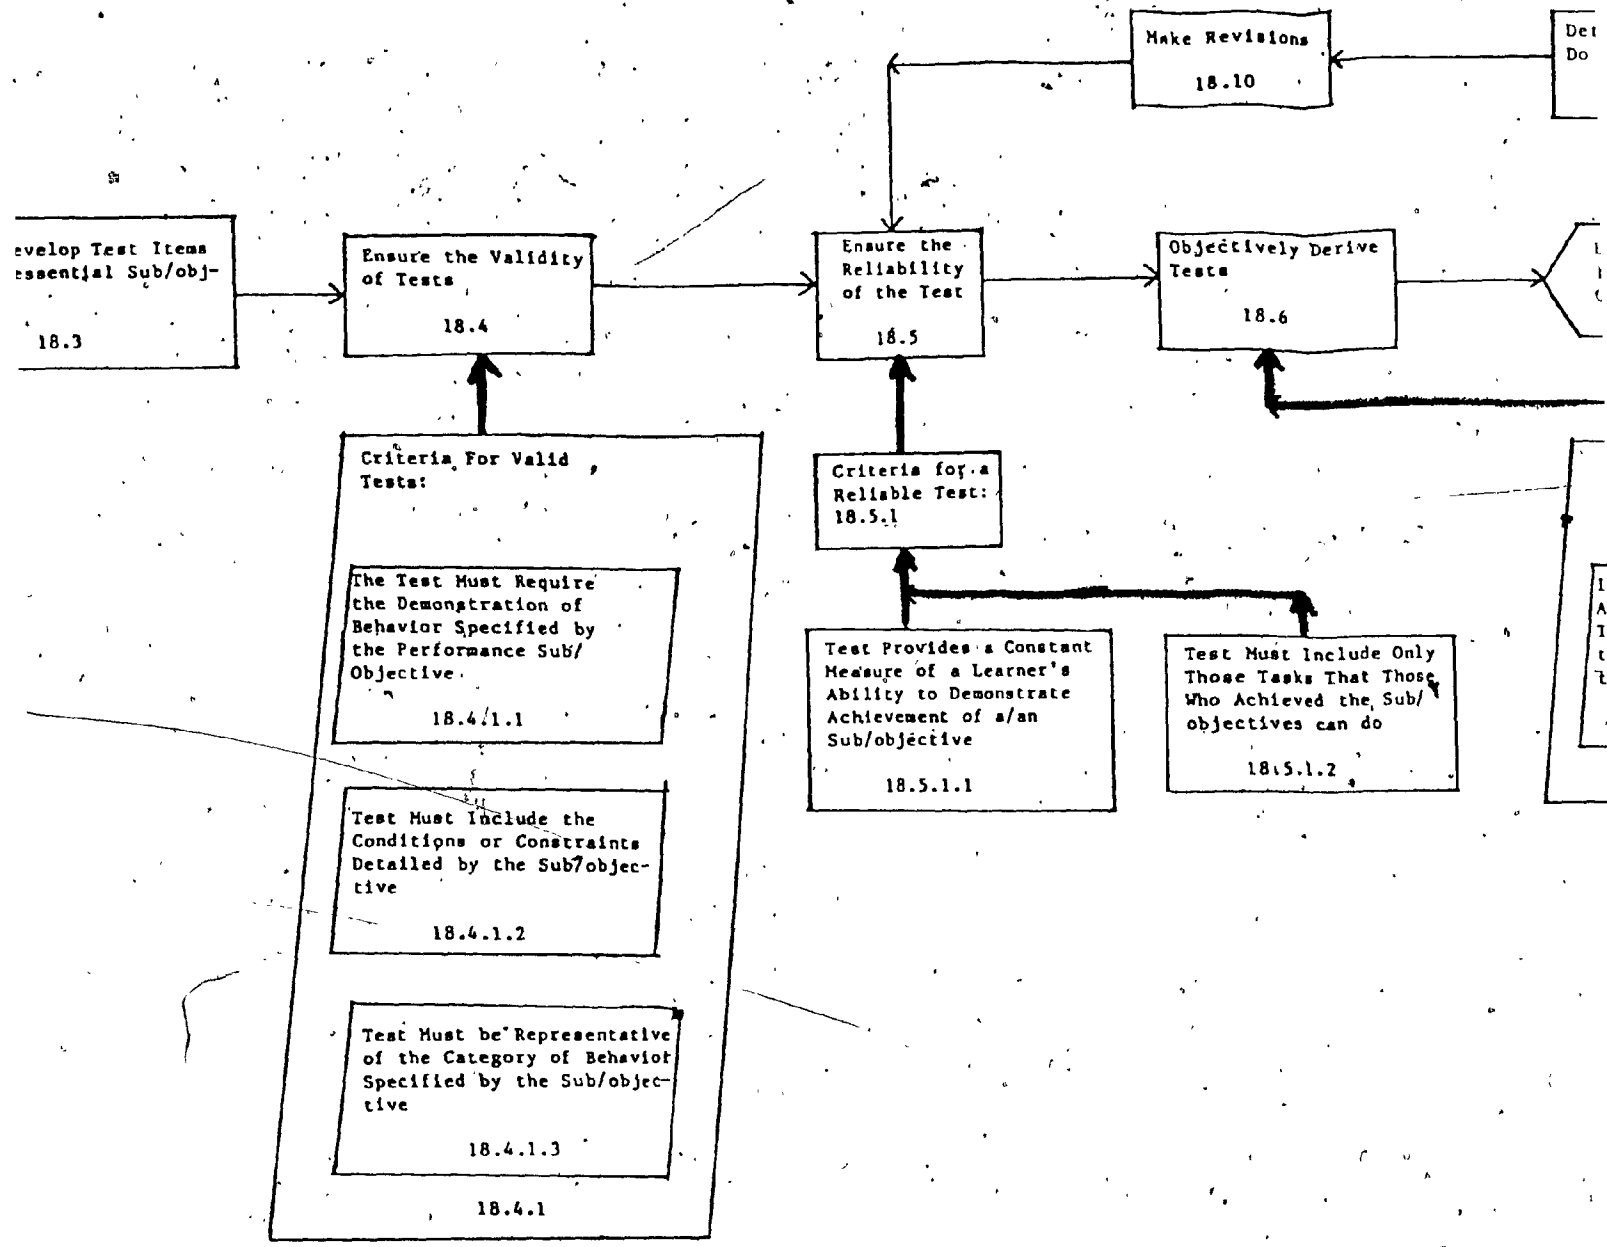 Make Revisions
18.10
Det
Do
evelop Test Items
essential Sub/obj-
18.3
Ensure the Validity
of Tests
18.4
Ensure the
Reliability
of the Test
18.5
Objectively Derive
Tests
18.6
Criteria For Valid
Tests:
The Test Must Require
the Demonstration of
Behavior Specified by
the Performance Sub/
Objective
18.4.1.1
Test Must Include the
Conditions or Constraints
Detailed by the Sub/objec-
tive
18.4.1.2
Test Must be Representative
of the Category of Behavior
Specified by the Sub/objec-
tive
18.4.1.3
18.4.1
Criteria for a
Reliable Test:
18.5.1
Test Provides a Constant
Measure of a Learner's
Ability to Demonstrate
Achievement of a/an
Sub/objective
18.5.1.1
Test Must Include Only
Those Tasks That Those
Who Achieved the Sub/
objectives can do
18.5.1.2